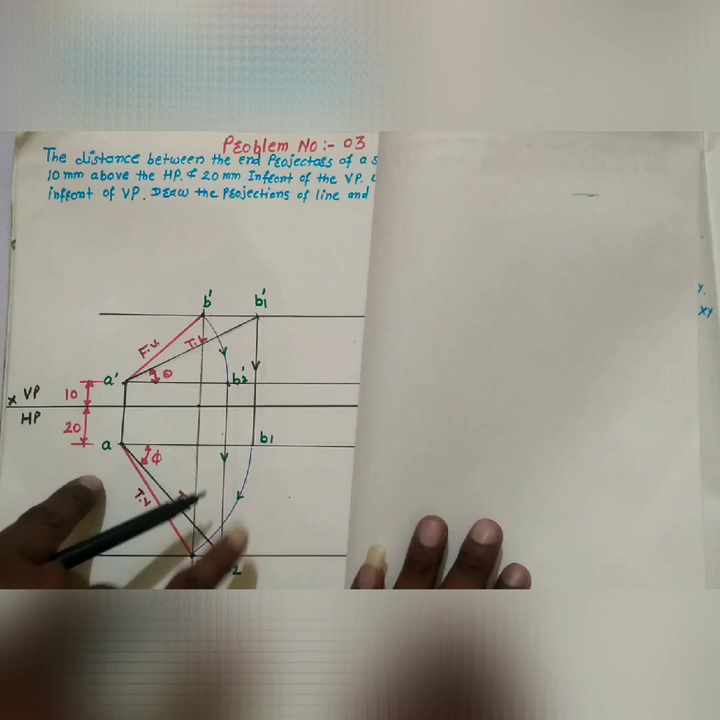 Problem No:- 03
The distance between the end Projectors of a s
10 mm above the HP. & 20 mm Infront of the VP.
infront of VP. Draw the Projections of line and
y.
xy
b' b1'
F.V. T.L
a' θ b2'
10
x VP
HP
20
a b1
φ
T.L
2